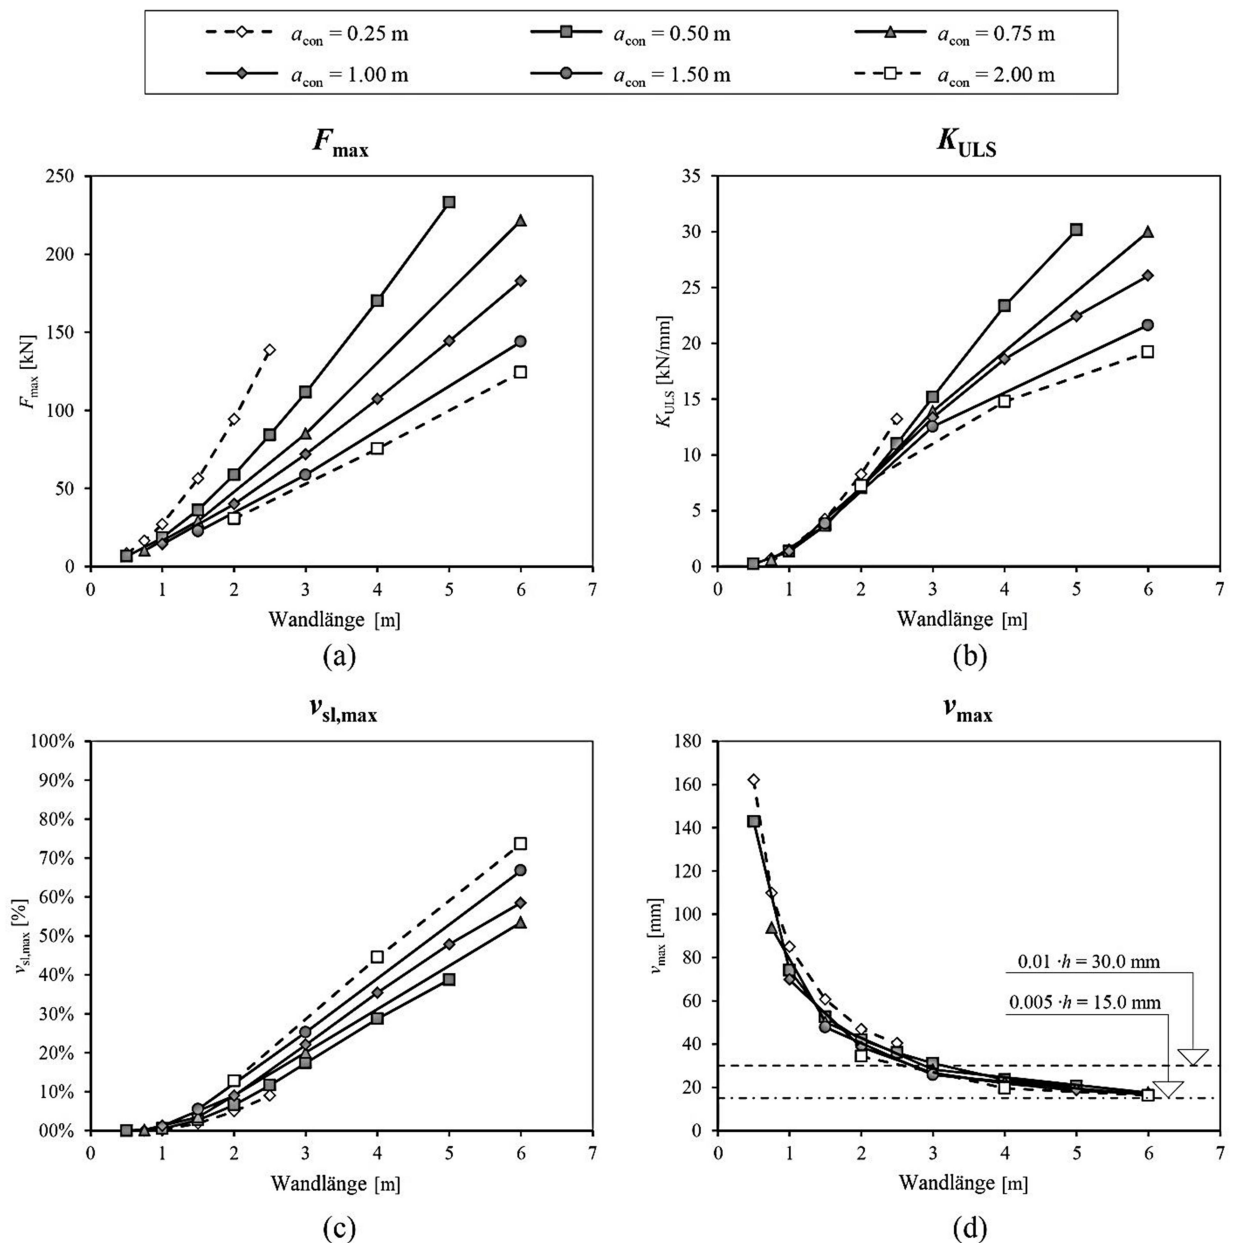 a_con = 0.25 m a_con = 0.50 m a_con = 0.75 m
a_con = 1.00 m a_con = 1.50 m a_con = 2.00 m
F_max
K_ULS
250
200
150
100
50
0
F_max [kN]
0 1 2 3 4 5 6 7
Wandlänge [m]
(a)
35
30
25
20
15
10
5
0
K_ULS [kN/mm]
0 1 2 3 4 5 6 7
Wandlänge [m]
(b)
v_sl,max
v_max
100%
90%
80%
70%
60%
50%
40%
30%
20%
10%
00%
v_sl,max [%]
0 1 2 3 4 5 6 7
Wandlänge [m]
(c)
180
160
140
120
100
80
60
40
20
0
v_max [mm]
0.01 ·h = 30.0 mm
0.005 ·h = 15.0 mm
0 1 2 3 4 5 6 7
Wandlänge [m]
(d)